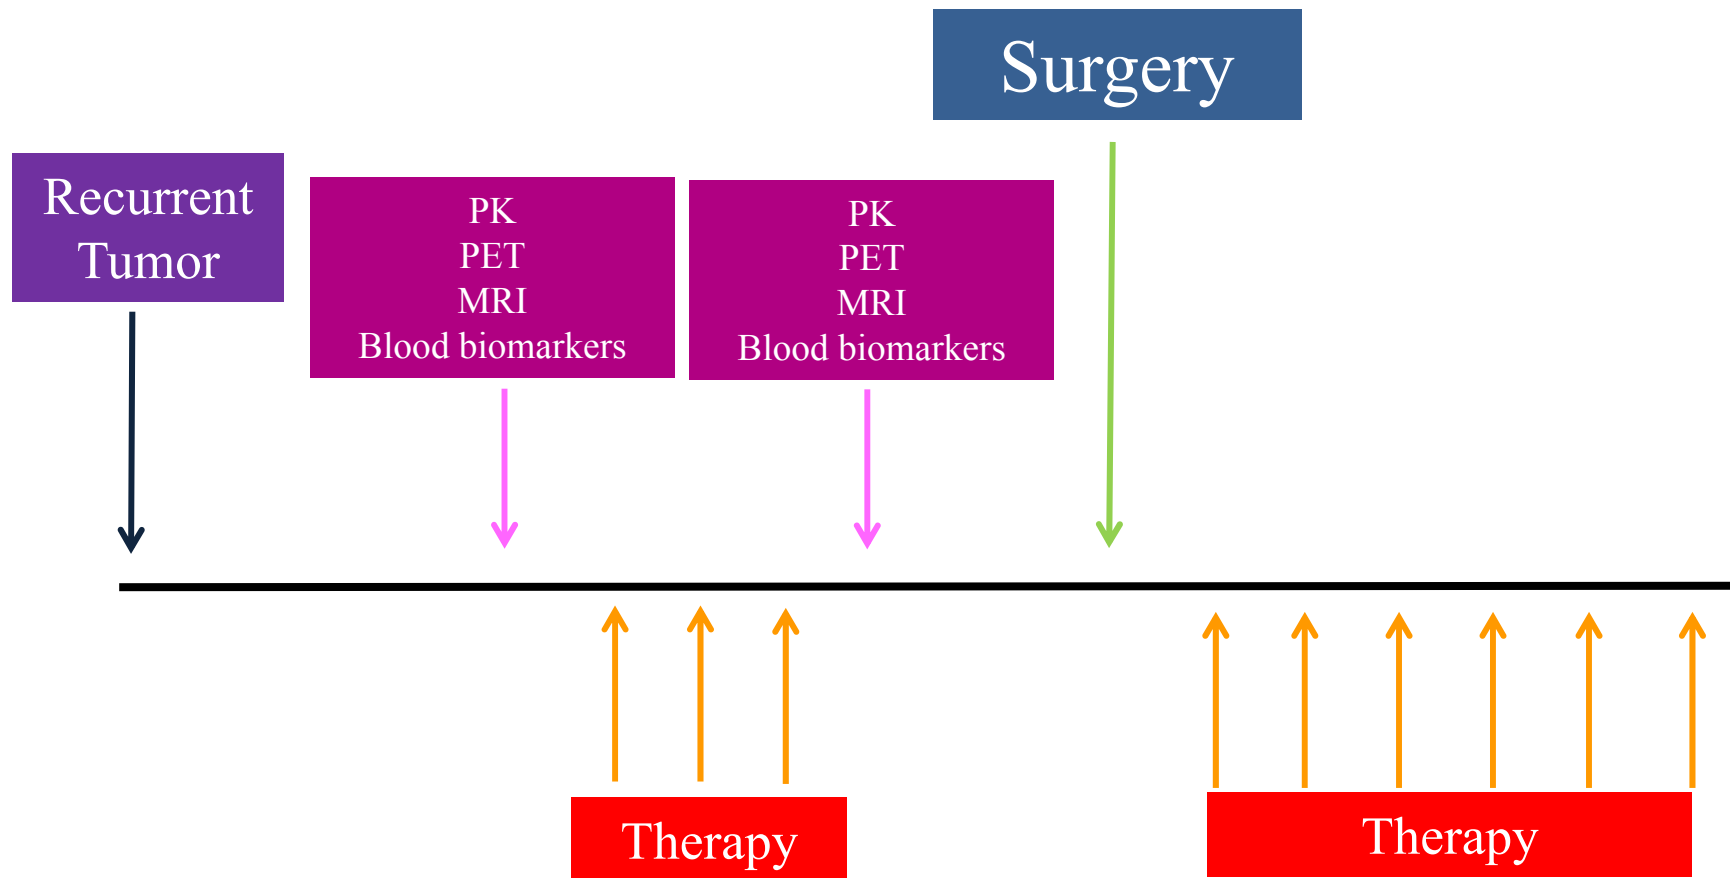 Surgery
Recurrent
Tumor
PK
PET
MRI
Blood biomarkers
PK
PET
MRI
Blood biomarkers
Therapy
Therapy